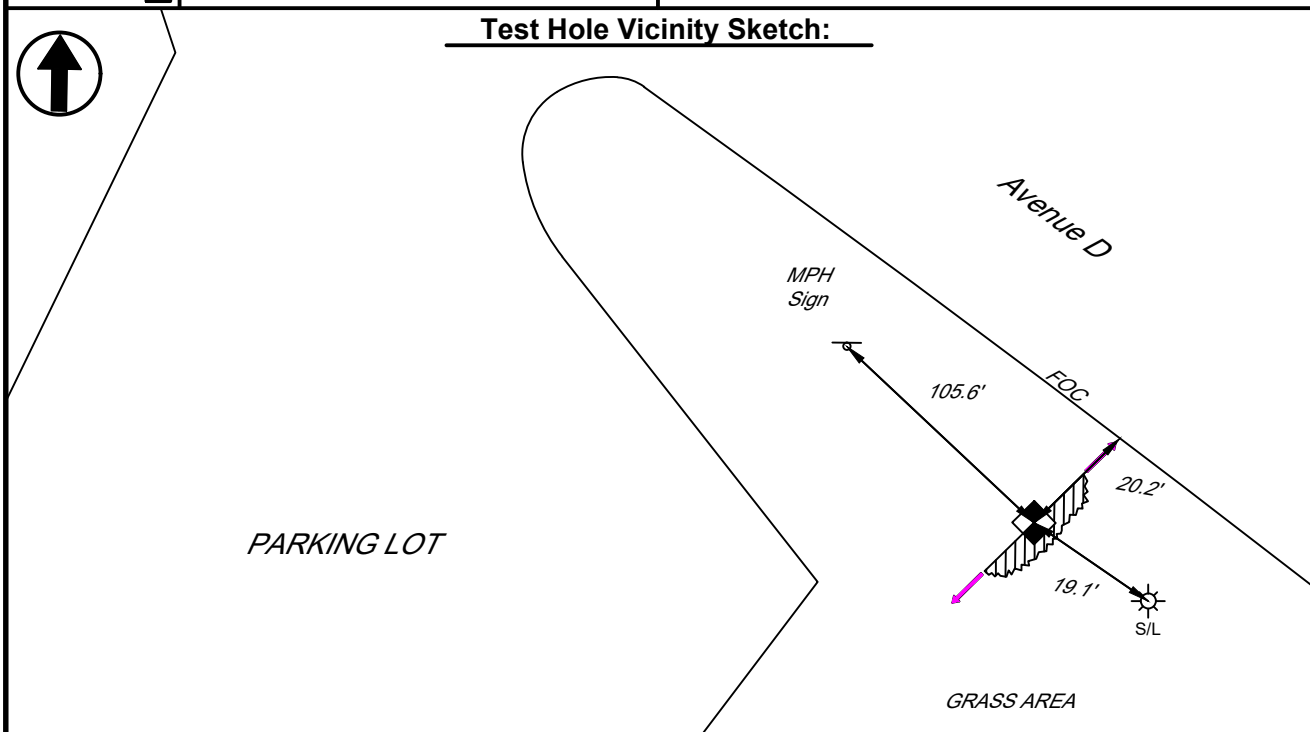 Test Hole Vicinity Sketch:
Avenue D
MPH
Sign
105.6'
FOC
20.2'
PARKING LOT
19.1'
S/L
GRASS AREA